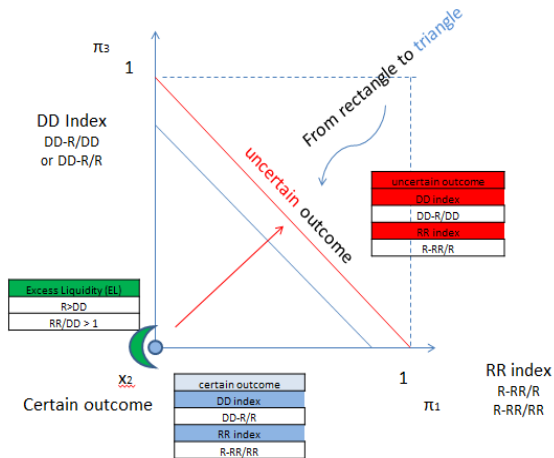 π3
1
From rectangle to triangle
DD Index
DD-R/DD
or DD-R/R
uncertain outcome
uncertain outcome
DD index
DD-R/DD
RR index
R-RR/R
Excess Liquidity (EL)
R>DD
RR/DD > 1
x2
1
RR index
R-RR/R
R-RR/RR
π1
Certain outcome
certain outcome
DD index
DD-R/R
RR index
R-RR/RR